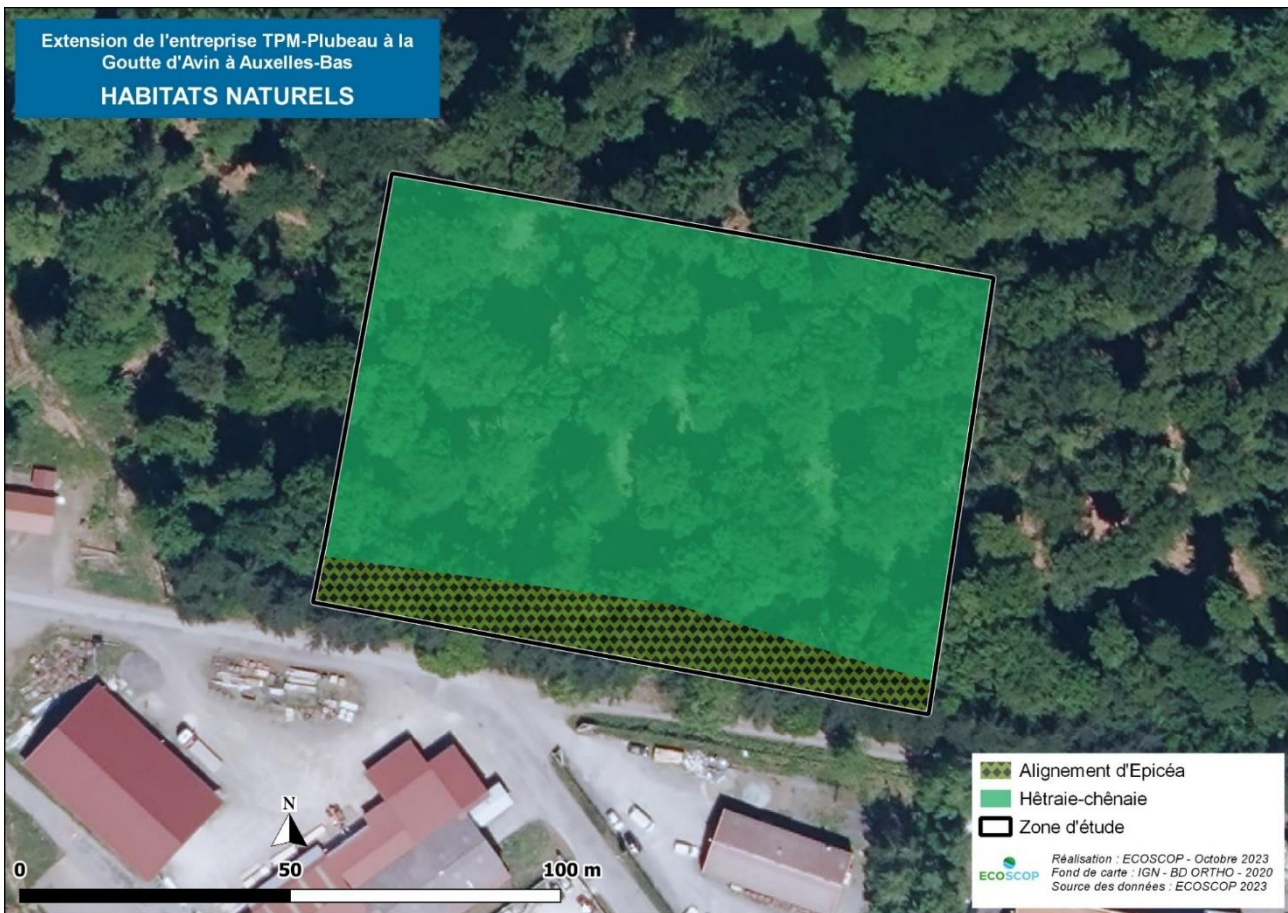 Extension de l'entreprise TPM-Plubeau à la
Goutte d'Avin à Auxelles-Bas
HABITATS NATURELS
Alignement d'Epicéa
Hêtraie-chênaie
Zone d'étude
N
0 50 100 m
ECOSCOP
Réalisation : ECOSCOP - Octobre 2023
Fond de carte : IGN - BD ORTHO - 2020
Source des données : ECOSCOP 2023